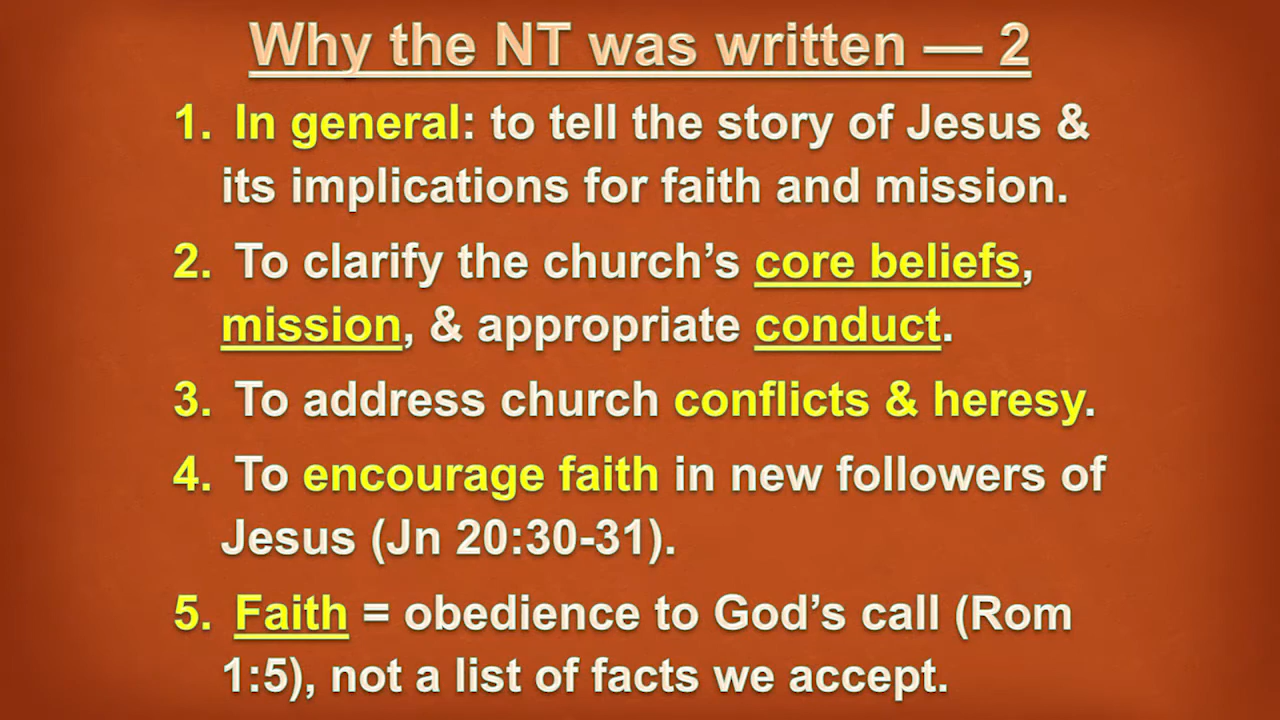 Why the NT was written — 2
1. In general: to tell the story of Jesus &
its implications for faith and mission.
2. To clarify the church’s core beliefs,
mission, & appropriate conduct.
3. To address church conflicts & heresy.
4. To encourage faith in new followers of
Jesus (Jn 20:30-31).
5. Faith = obedience to God’s call (Rom
1:5), not a list of facts we accept.